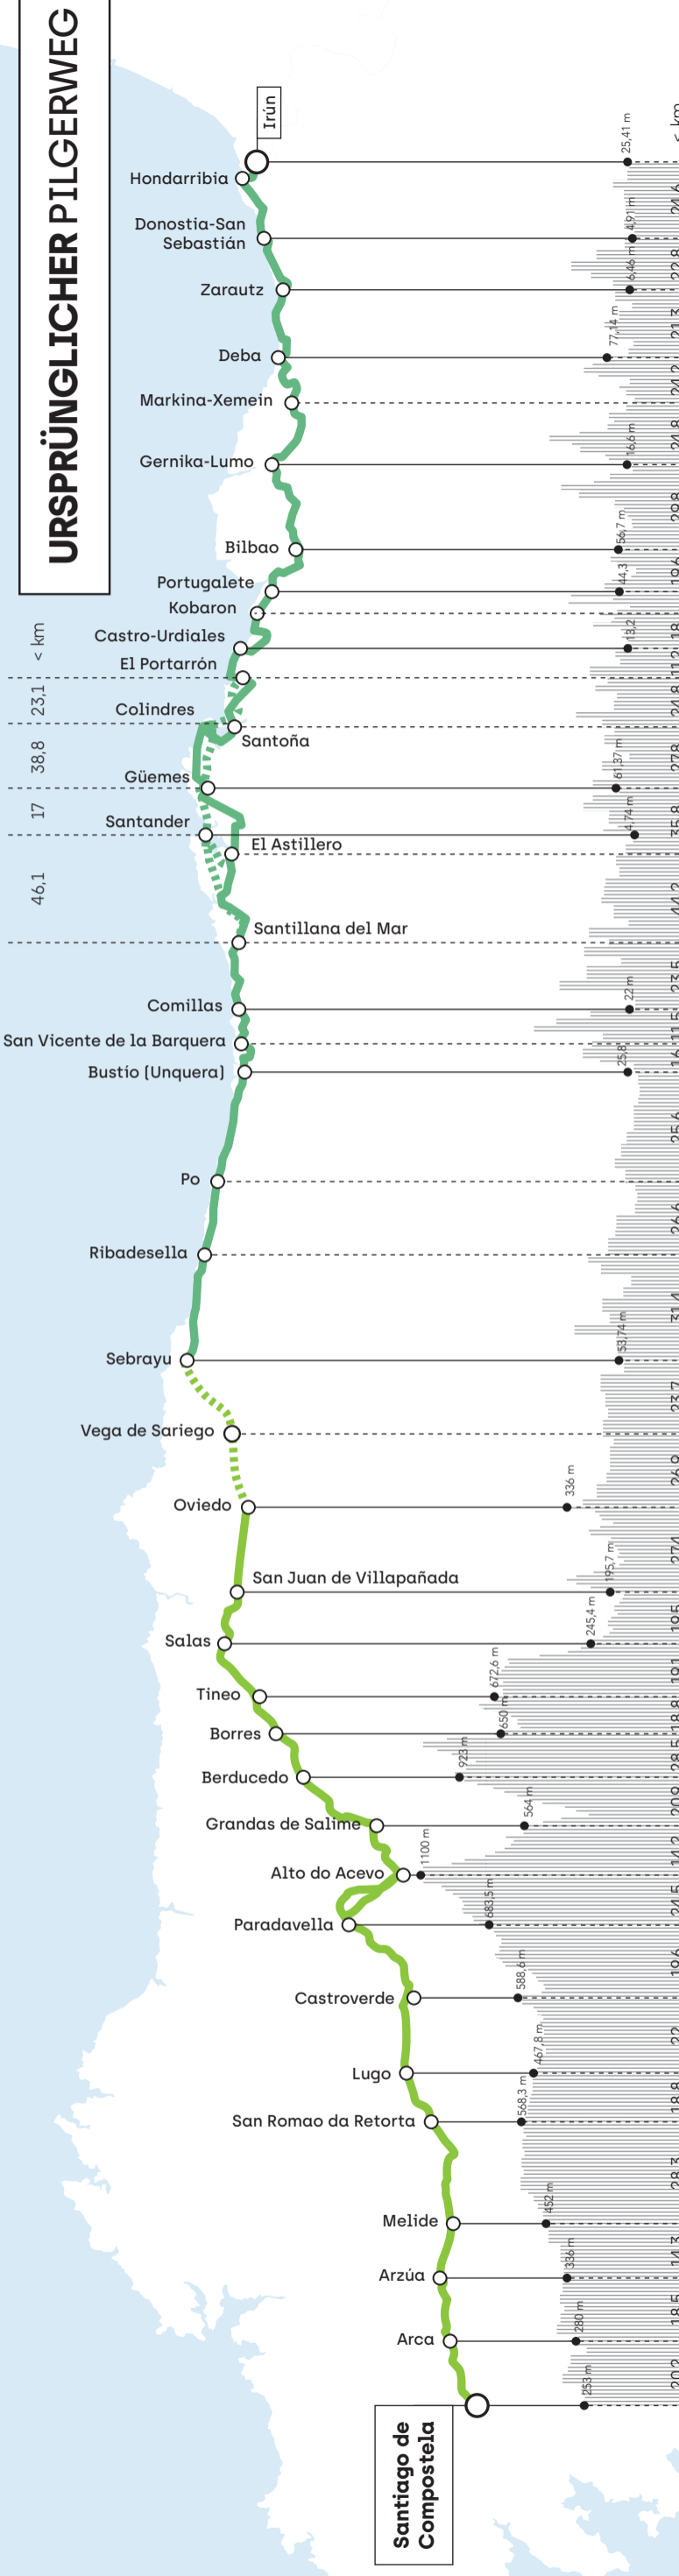 URSPRÜNGLICHER PILGERWEG
Irún
Hondarribia
Donostia-San
Sebastián
Zarautz
Deba
Markina-Xemein
Gernika-Lumo
Bilbao
Portugalete
Kobaron
Castro-Urdiales
El Portarrón
Colindres
Santoña
Güemes
Santander
El Astillero
Santillana del Mar
Comillas
San Vicente de la Barquera
Bustio (Unquera)
Po
Ribadesella
Sebrayu
Vega de Sariego
Oviedo
San Juan de Villapañada
Salas
Tineo
Borres
Berducedo
Grandas de Salime
Alto do Acevo
Paradavella
Castroverde
Lugo
San Romao da Retorta
Melide
Arzúa
Arca
Santiago de
Compostela
< km
23,1
38,8
17
46,1
25,41 m
4,91 m
6,46 m
77,14 m
16,6 m
56,7 m
44,3
13,2
61,37 m
4,74 m
22 m
25,8
53,74 m
336 m
195,7 m
245,4 m
672,6 m
650 m
923 m
564 m
1100 m
683,5 m
588,6 m
467,8 m
568,3 m
452 m
336 m
280 m
253 m